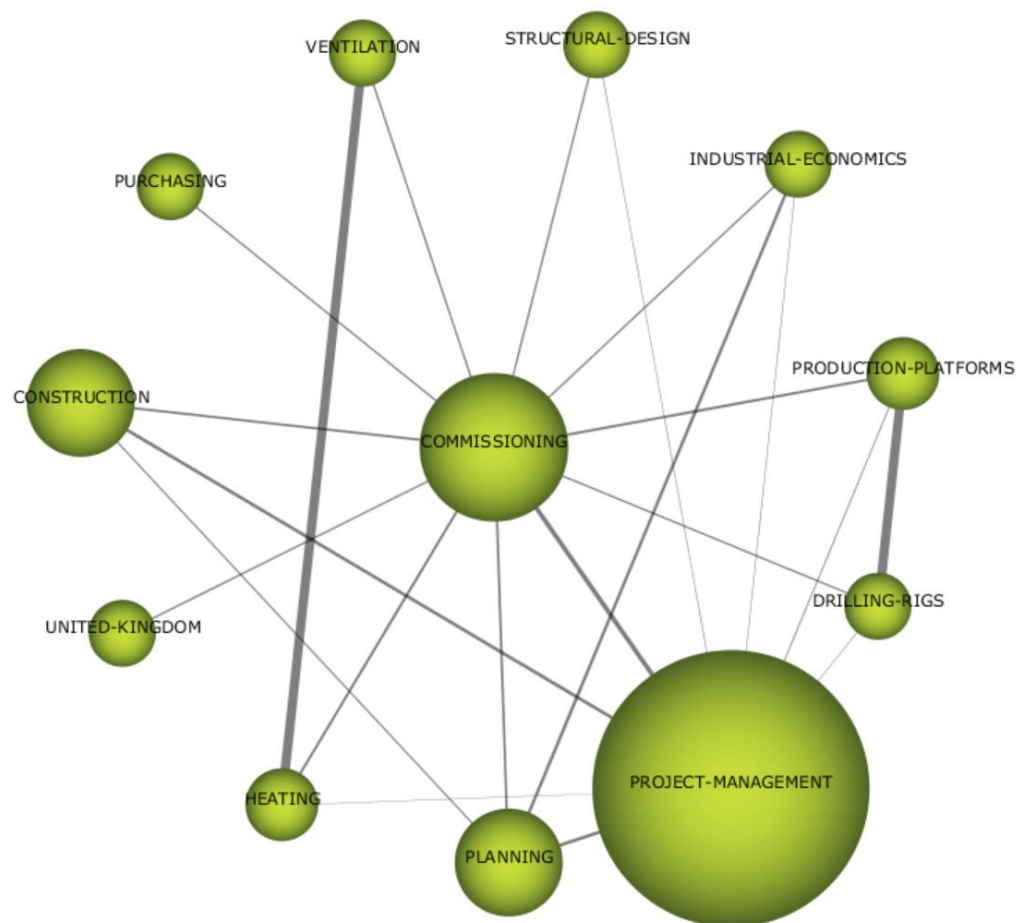 STRUCTURAL-DESIGN
VENTILATION
INDUSTRIAL-ECONOMICS
PURCHASING
PRODUCTION-PLATFORMS
CONSTRUCTION
COMMISSIONING
DRILLING-RIGS
UNITED-KINGDOM
PROJECT-MANAGEMENT
HEATING
PLANNING